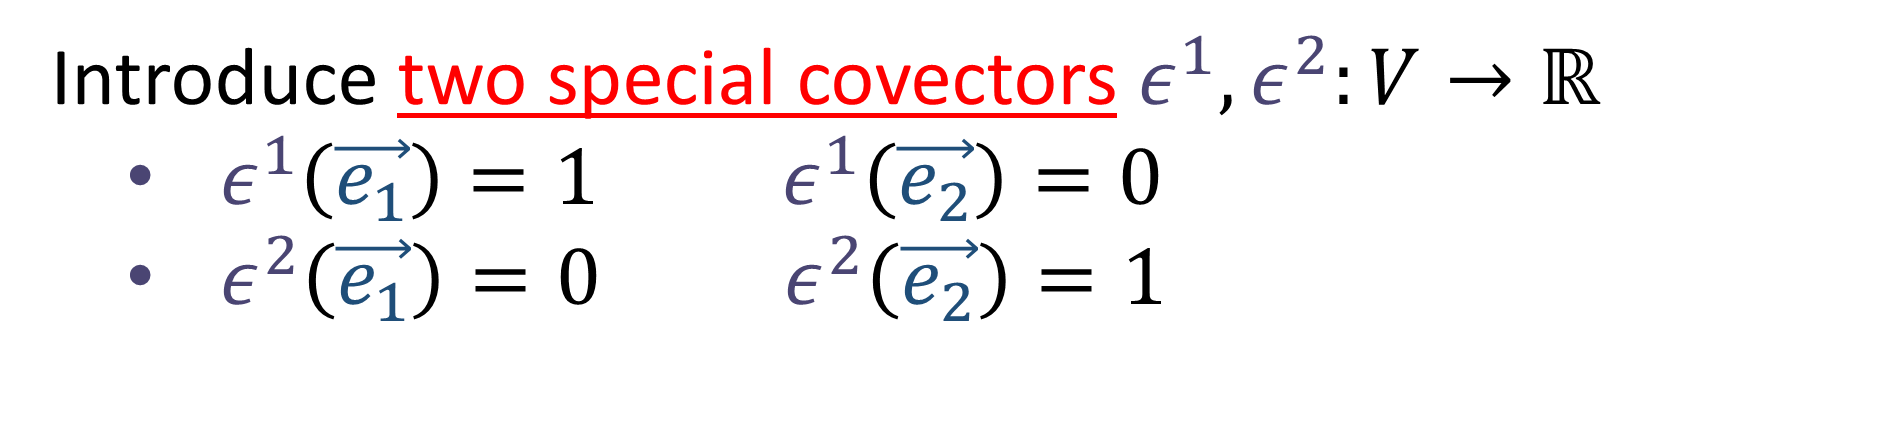 Introduce two special covectors ϵ¹, ϵ²: V → ℝ
• ϵ¹(e₁⃗) = 1 ϵ¹(e₂⃗) = 0
• ϵ²(e₁⃗) = 0 ϵ²(e₂⃗) = 1